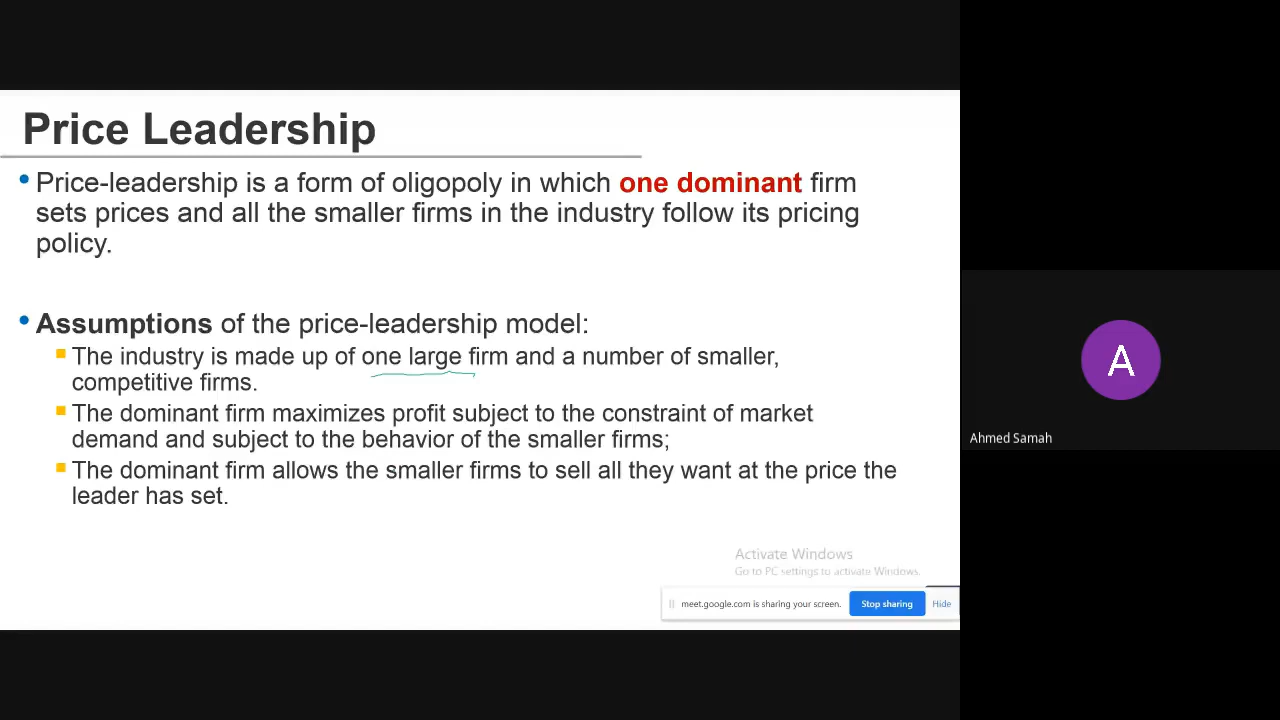 Price Leadership
Price-leadership is a form of oligopoly in which one dominant firm
sets prices and all the smaller firms in the industry follow its pricing
policy.
Assumptions of the price-leadership model:
The industry is made up of one large firm and a number of smaller,
competitive firms.
The dominant firm maximizes profit subject to the constraint of market
demand and subject to the behavior of the smaller firms;
The dominant firm allows the smaller firms to sell all they want at the price the
leader has set.
Activate Windows
Go to PC settings to activate Windows.
meet.google.com is sharing your screen. Stop sharing Hide
A
Ahmed Samah